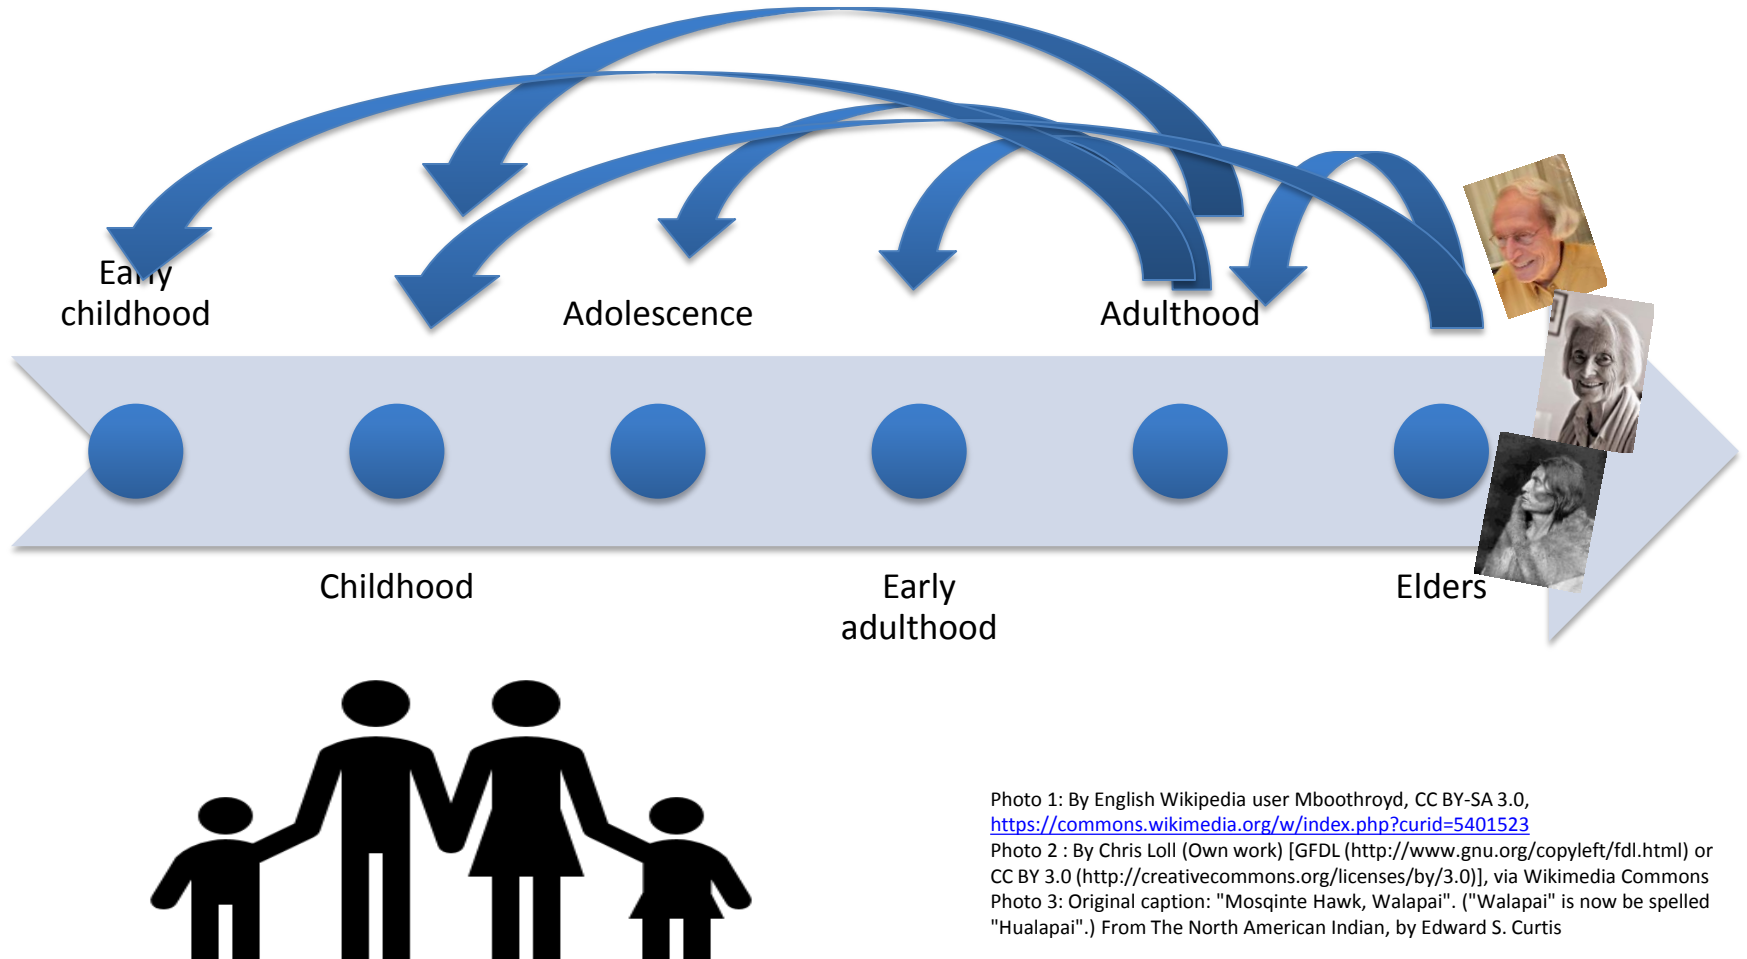 Early
childhood
Adolescence
Adulthood
Childhood
Early
adulthood
Elders
Photo 1: By English Wikipedia user Mboothroyd, CC BY-SA 3.0,
https://commons.wikimedia.org/w/index.php?curid=5401523
Photo 2 : By Chris Loll (Own work) [GFDL (http://www.gnu.org/copyleft/fdl.html) or
CC BY 3.0 (http://creativecommons.org/licenses/by/3.0)], via Wikimedia Commons
Photo 3: Original caption: "Mosqinte Hawk, Walapai". ("Walapai" is now be spelled
"Hualapai".) From The North American Indian, by Edward S. Curtis